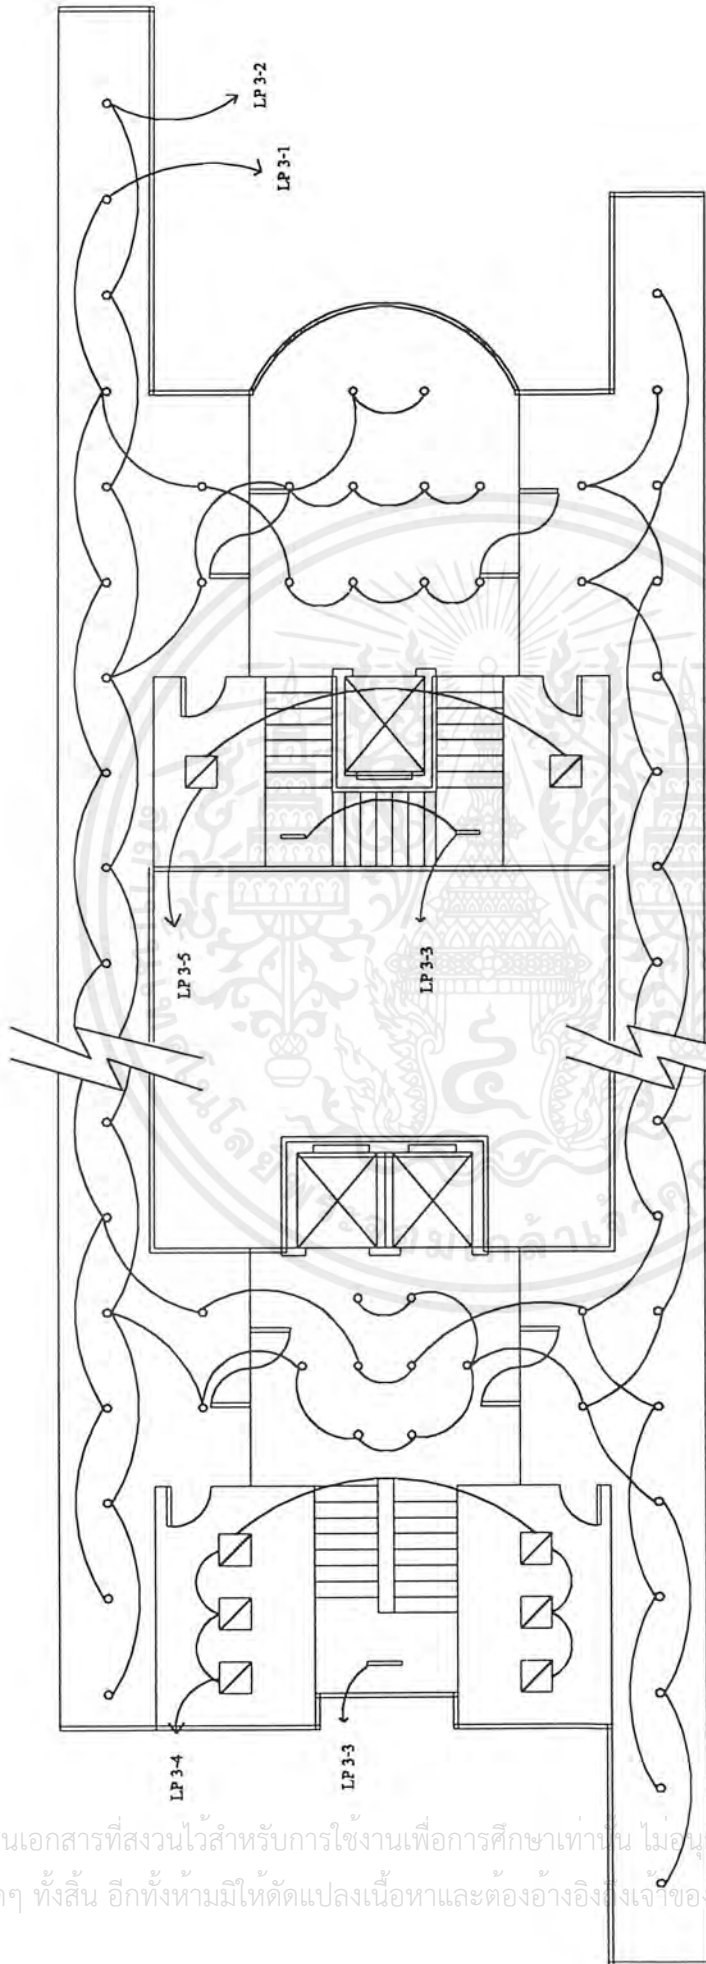 LP 3-2
LP 3-1
LP 3-5
LP 3-3
LP 3-4
LP 3-3
นเอกสารที่สงวนไว้สำหรับการใช้งานเพื่อการศึกษาเท่านั้น ไม่อนุ
ๆ ทั้งสิ้น อีกทั้งห้ามมิให้ดัดแปลงเนื้อหาและต้องอ้างอิงถึงเจ้าของ